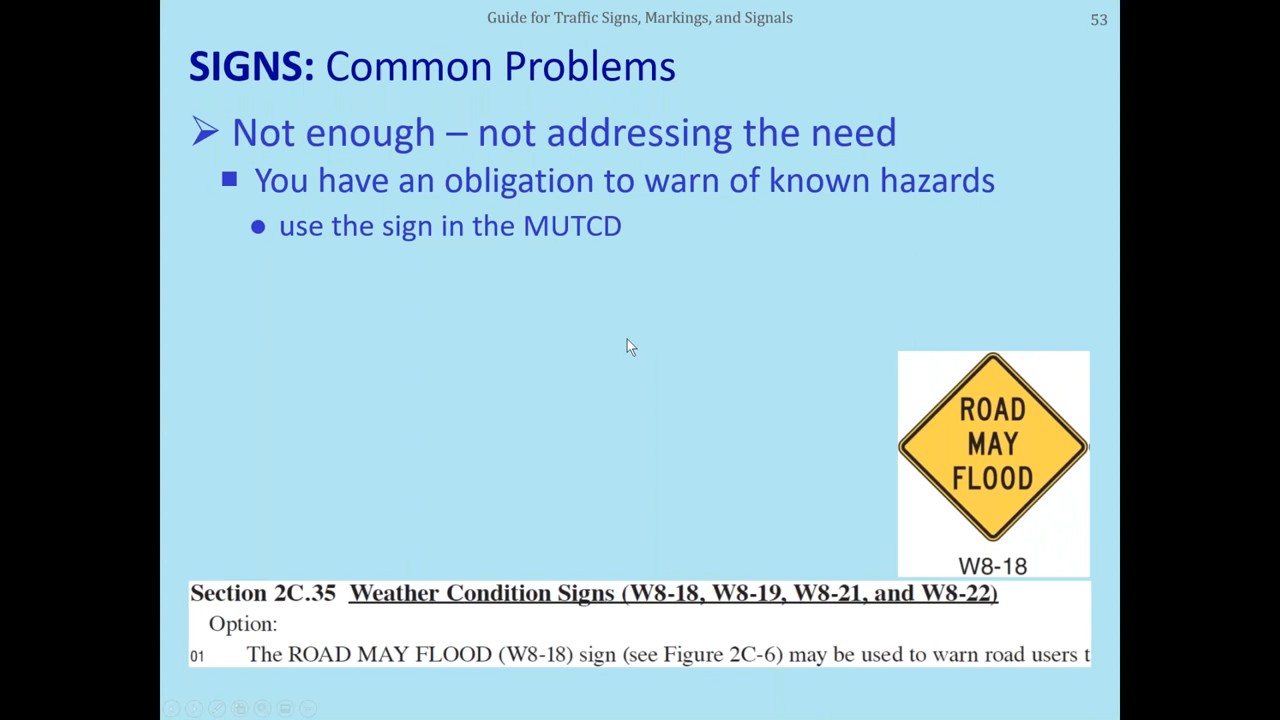 Guide for Traffic Signs, Markings, and Signals
53
SIGNS: Common Problems
➢ Not enough – not addressing the need
■ You have an obligation to warn of known hazards
● use the sign in the MUTCD
ROAD
MAY
FLOOD
W8-18
Section 2C.35 Weather Condition Signs (W8-18, W8-19, W8-21, and W8-22)
Option:
01 The ROAD MAY FLOOD (W8-18) sign (see Figure 2C-6) may be used to warn road users t